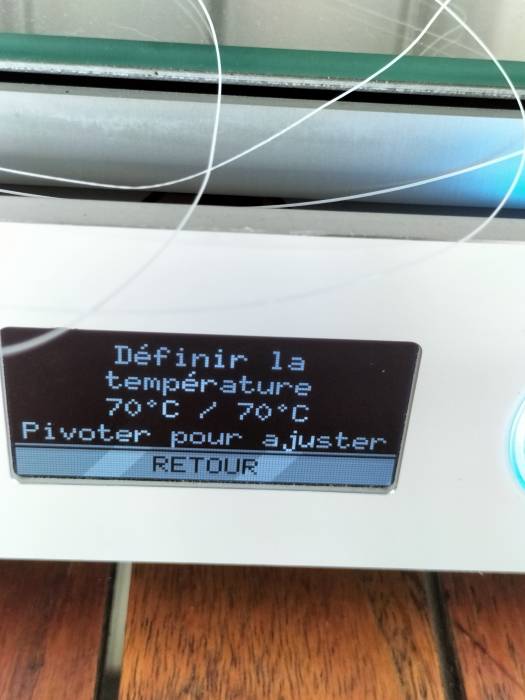 Définir la
température
70°C / 70°C
Pivoter pour ajuster
RETOUR